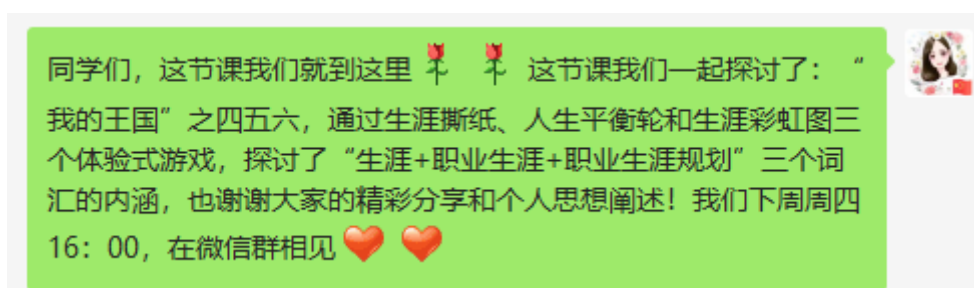 同学们，这节课我们就到这里🌹 🌹 这节课我们一起探讨了：“
我的王国”之四五六，通过生涯撕纸、人生平衡轮和生涯彩虹图三
个体验式游戏，探讨了“生涯+职业生涯+职业生涯规划”三个词
汇的内涵，也谢谢大家的精彩分享和个人思想阐述！我们下周周四
16：00，在微信群相见❤️ ❤️